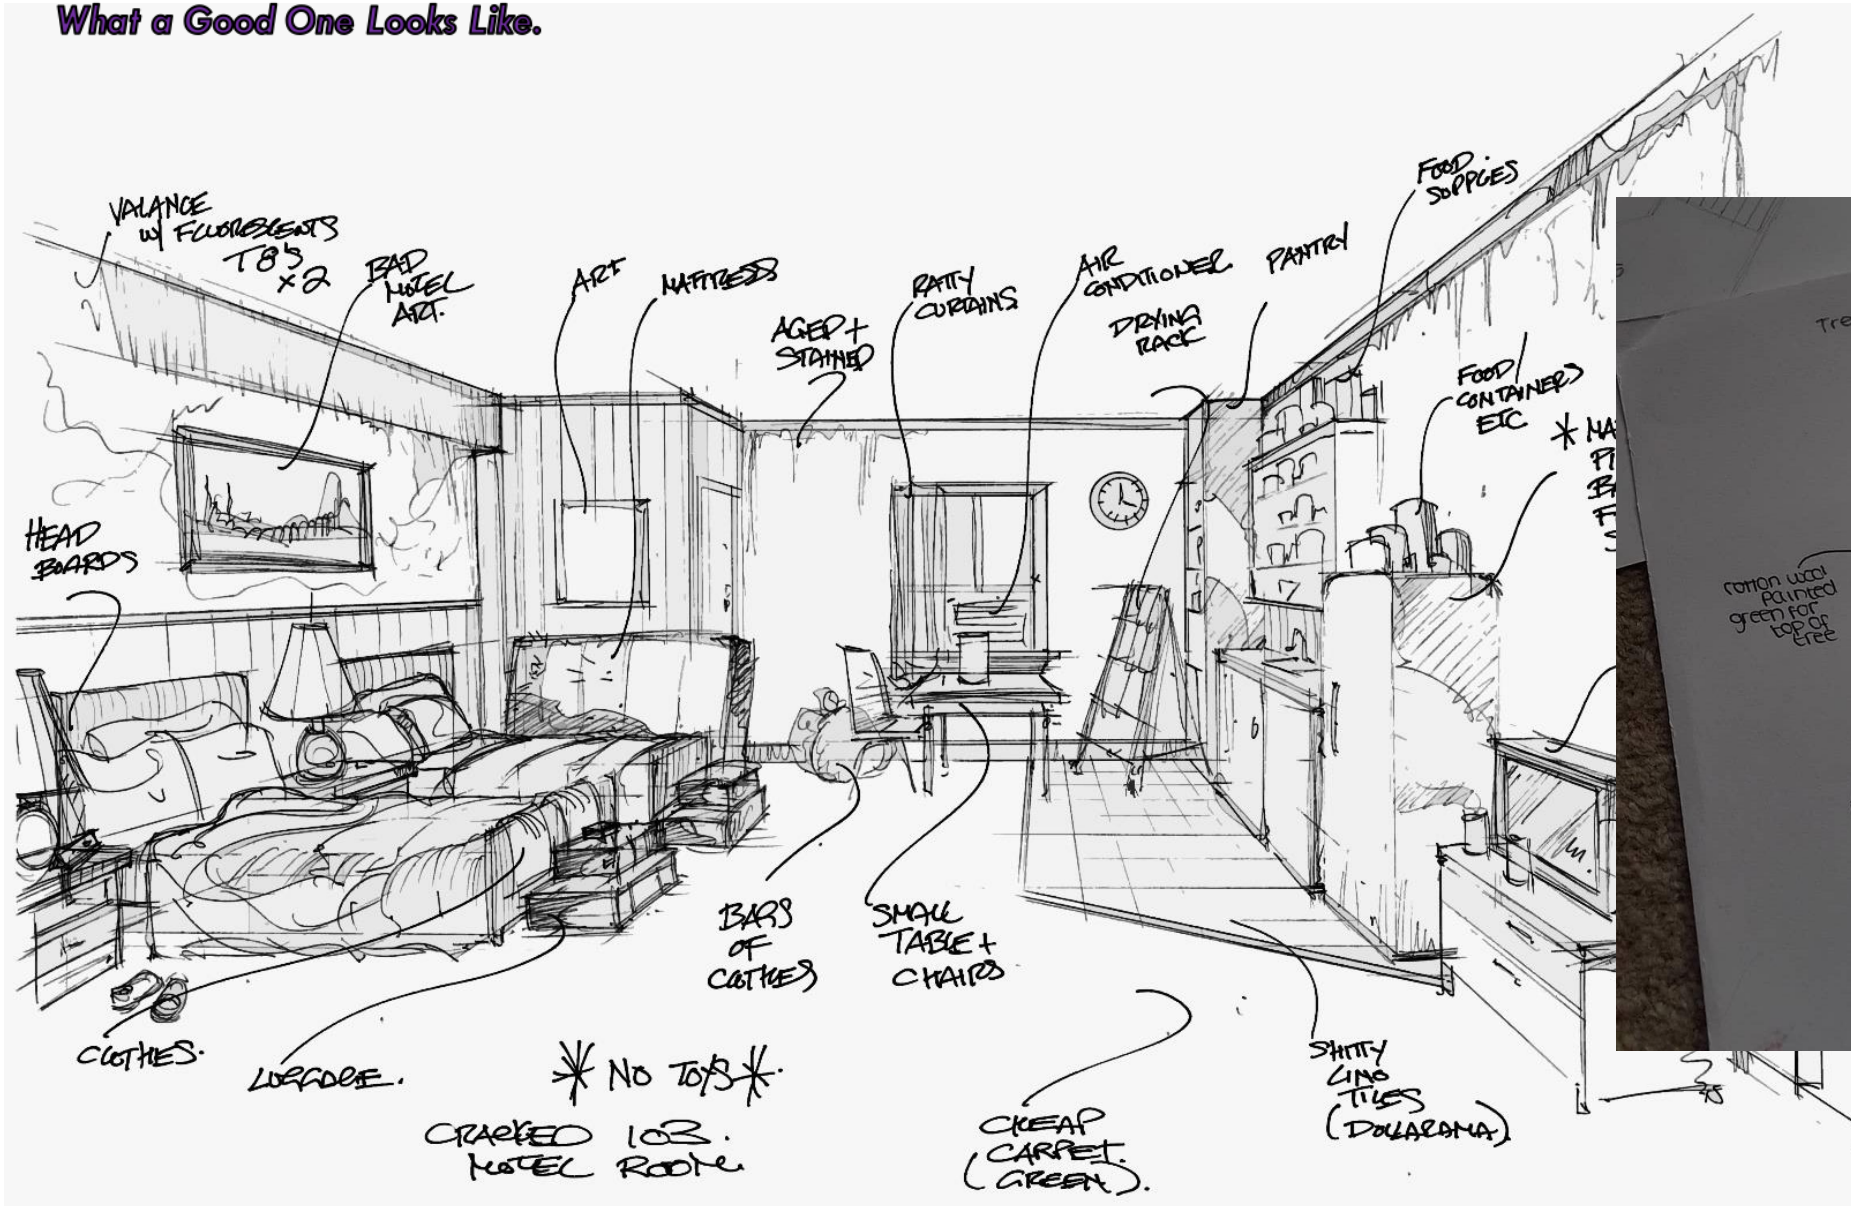 What a Good One Looks Like.
VALANCE
W/ FLUORESCENTS
T8'S
x2
BAD
MOTEL
ART.
ART
MATTRESS
AGED +
STAINED
RATTY
CURTAINS
AIR
CONDITIONER
DRYING
RACK
PANTRY
FOOD
SUPPLIES
FOOD/
CONTAINERS
ETC
HEAD
BOARDS
Tre
cotton wool
painted
green for
top of
tree
CLOTHES.
LUGGAGE.
BAGS
OF
CLOTHES
SMALL
TABLE +
CHAIRS
* NO TOYS *
CRACKED 103.
MOTEL ROOM.
CHEAP
CARPET.
(GREEN).
SHITTY
LINO
TILES
(DOLLARAMA)